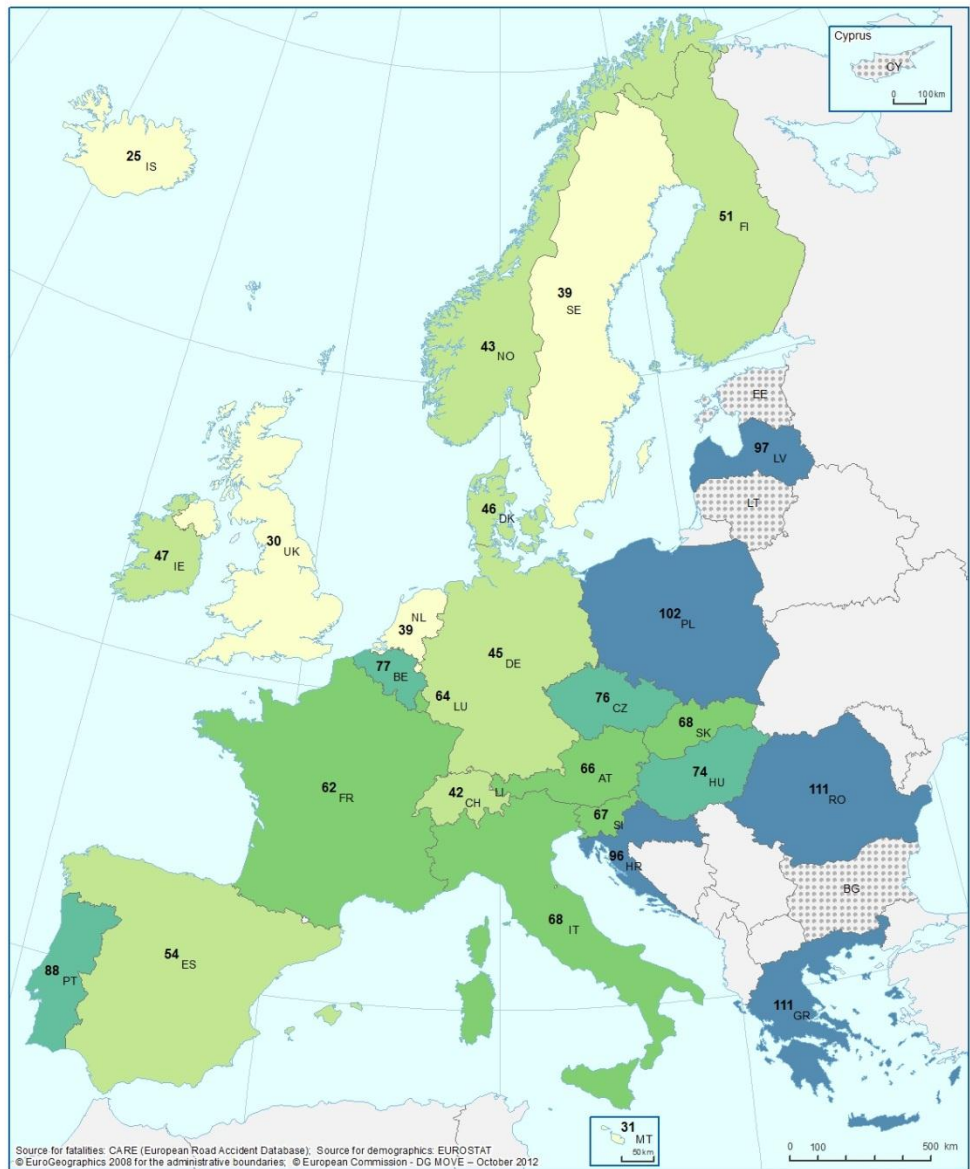 Cyprus
CY
0 100km
25 IS
51 FI
39 SE
43 NO
EE
97 LV
46 DK
LT
47 IE
30 UK
NL
39
102 PL
45 DE
77 BE
64 LU
76 CZ
68 SK
66 AT
74 HU
62 FR
42 CH
LI
111 RO
67 SI
96 HR
BG
68 IT
54 ES
88 PT
111 GR
31 MT
50km
0 100 500 km
Source for fatalities: CARE (European Road Accident Database); Source for demographics: EUROSTAT
© EuroGeographics 2008 for the administrative boundaries; © European Commission - DG MOVE – October 2012